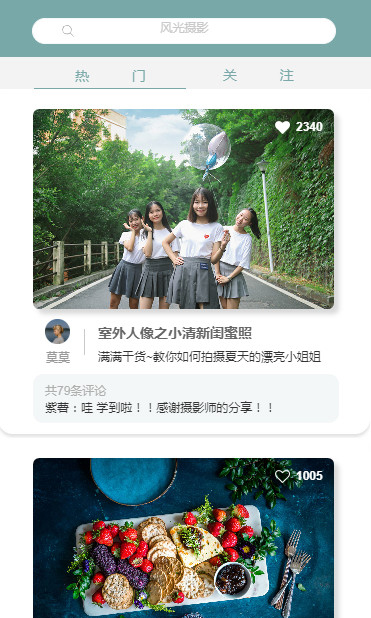 风光摄影
热 门 关 注
2340
室外人像之小清新闺蜜照
莫莫 满满干货~教你如何拍摄夏天的漂亮小姐姐
共79条评论
紫薯：哇 学到啦！！感谢摄影师的分享！！
1005